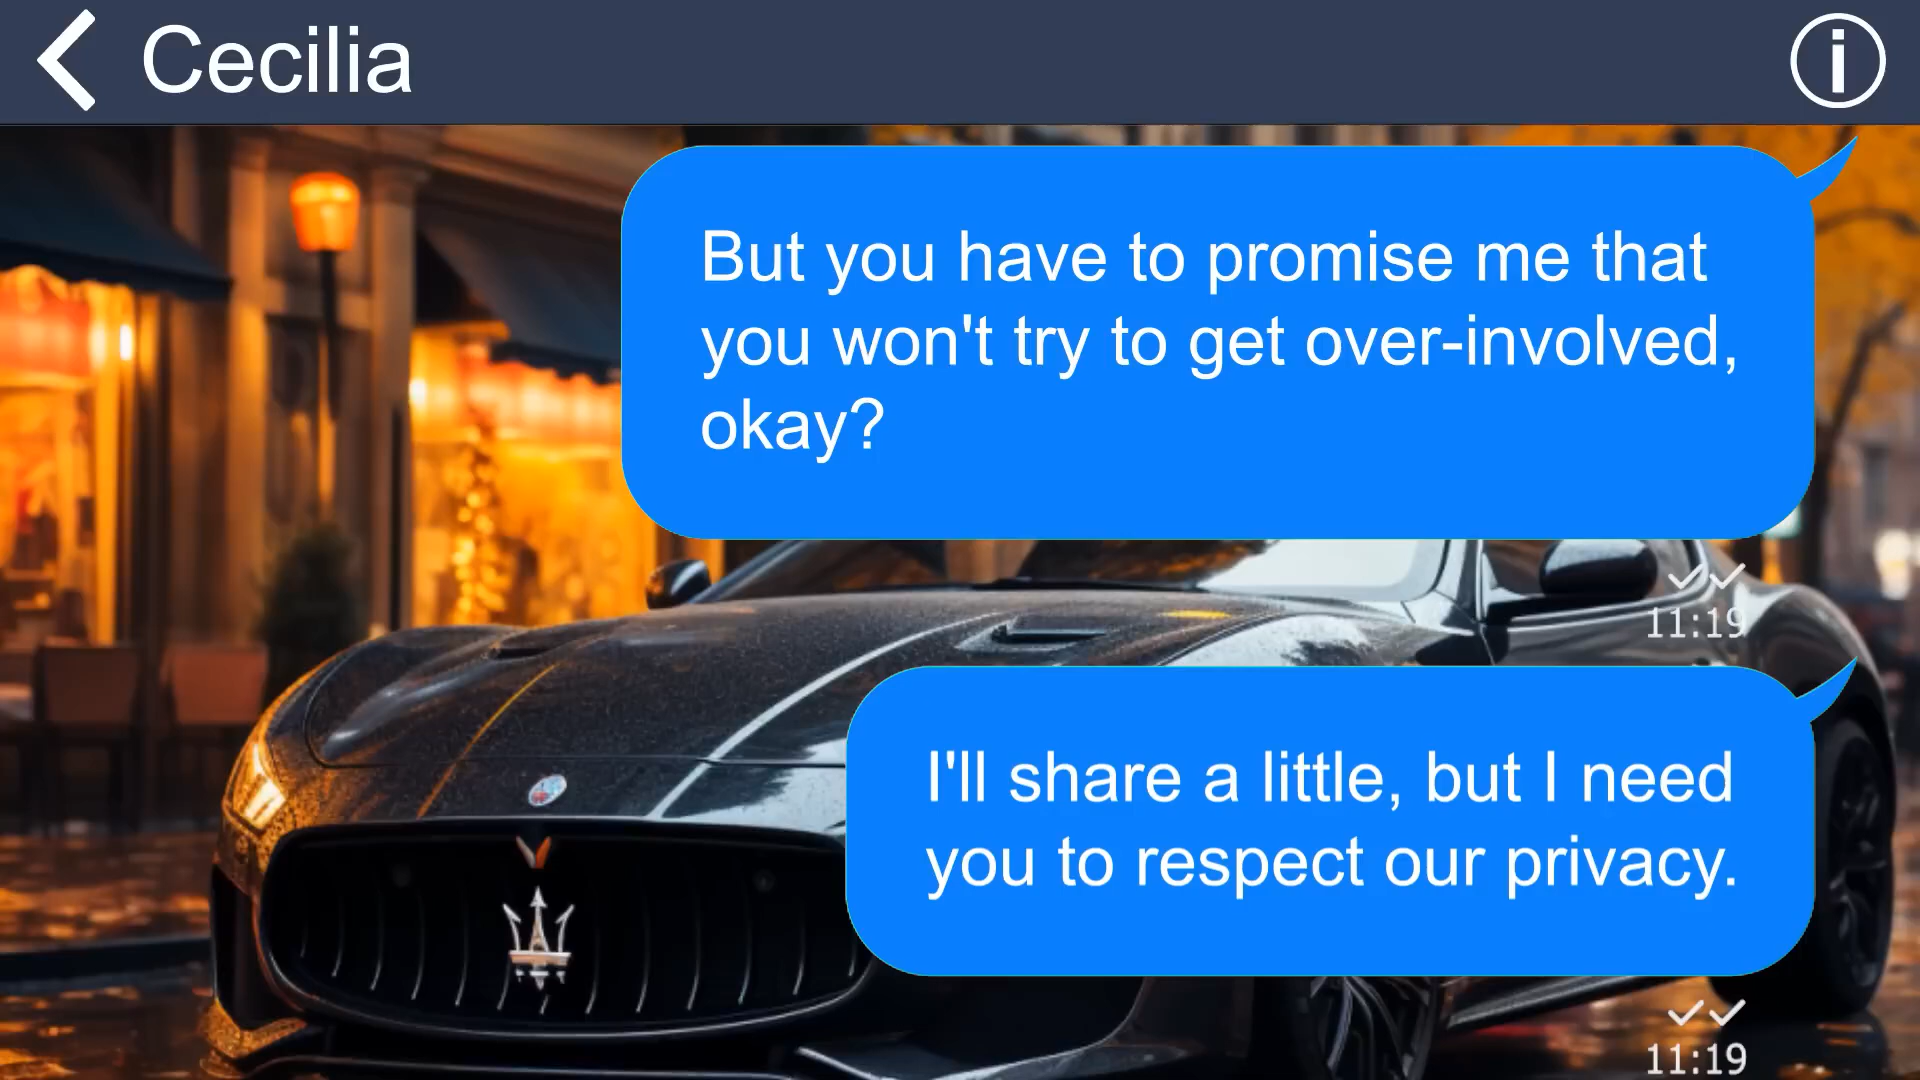 Cecilia
But you have to promise me that
you won't try to get over-involved,
okay?
11:19
I'll share a little, but I need
you to respect our privacy.
11:19